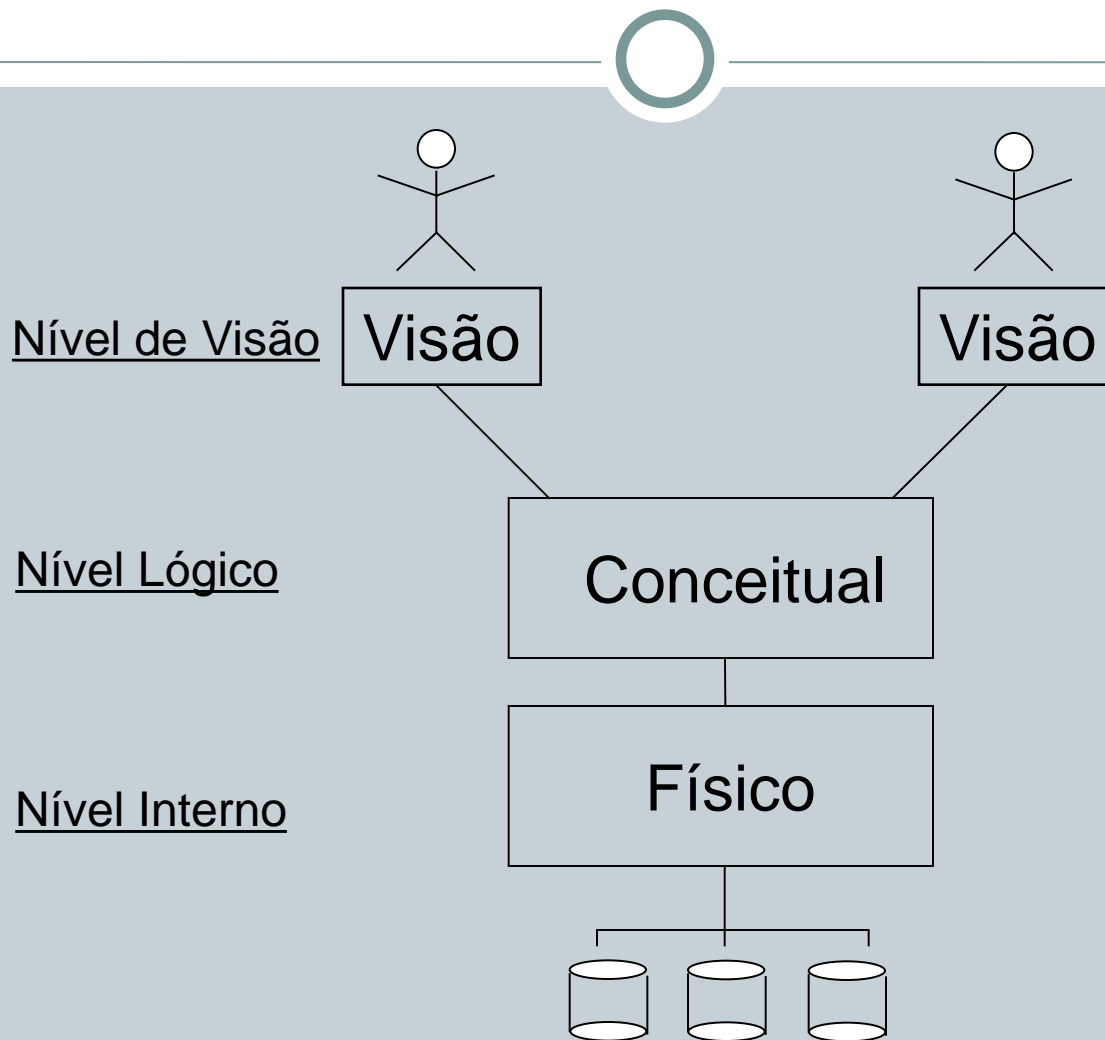 Nível de Visão
Visão
Visão
Nível Lógico
Conceitual
Nível Interno
Físico